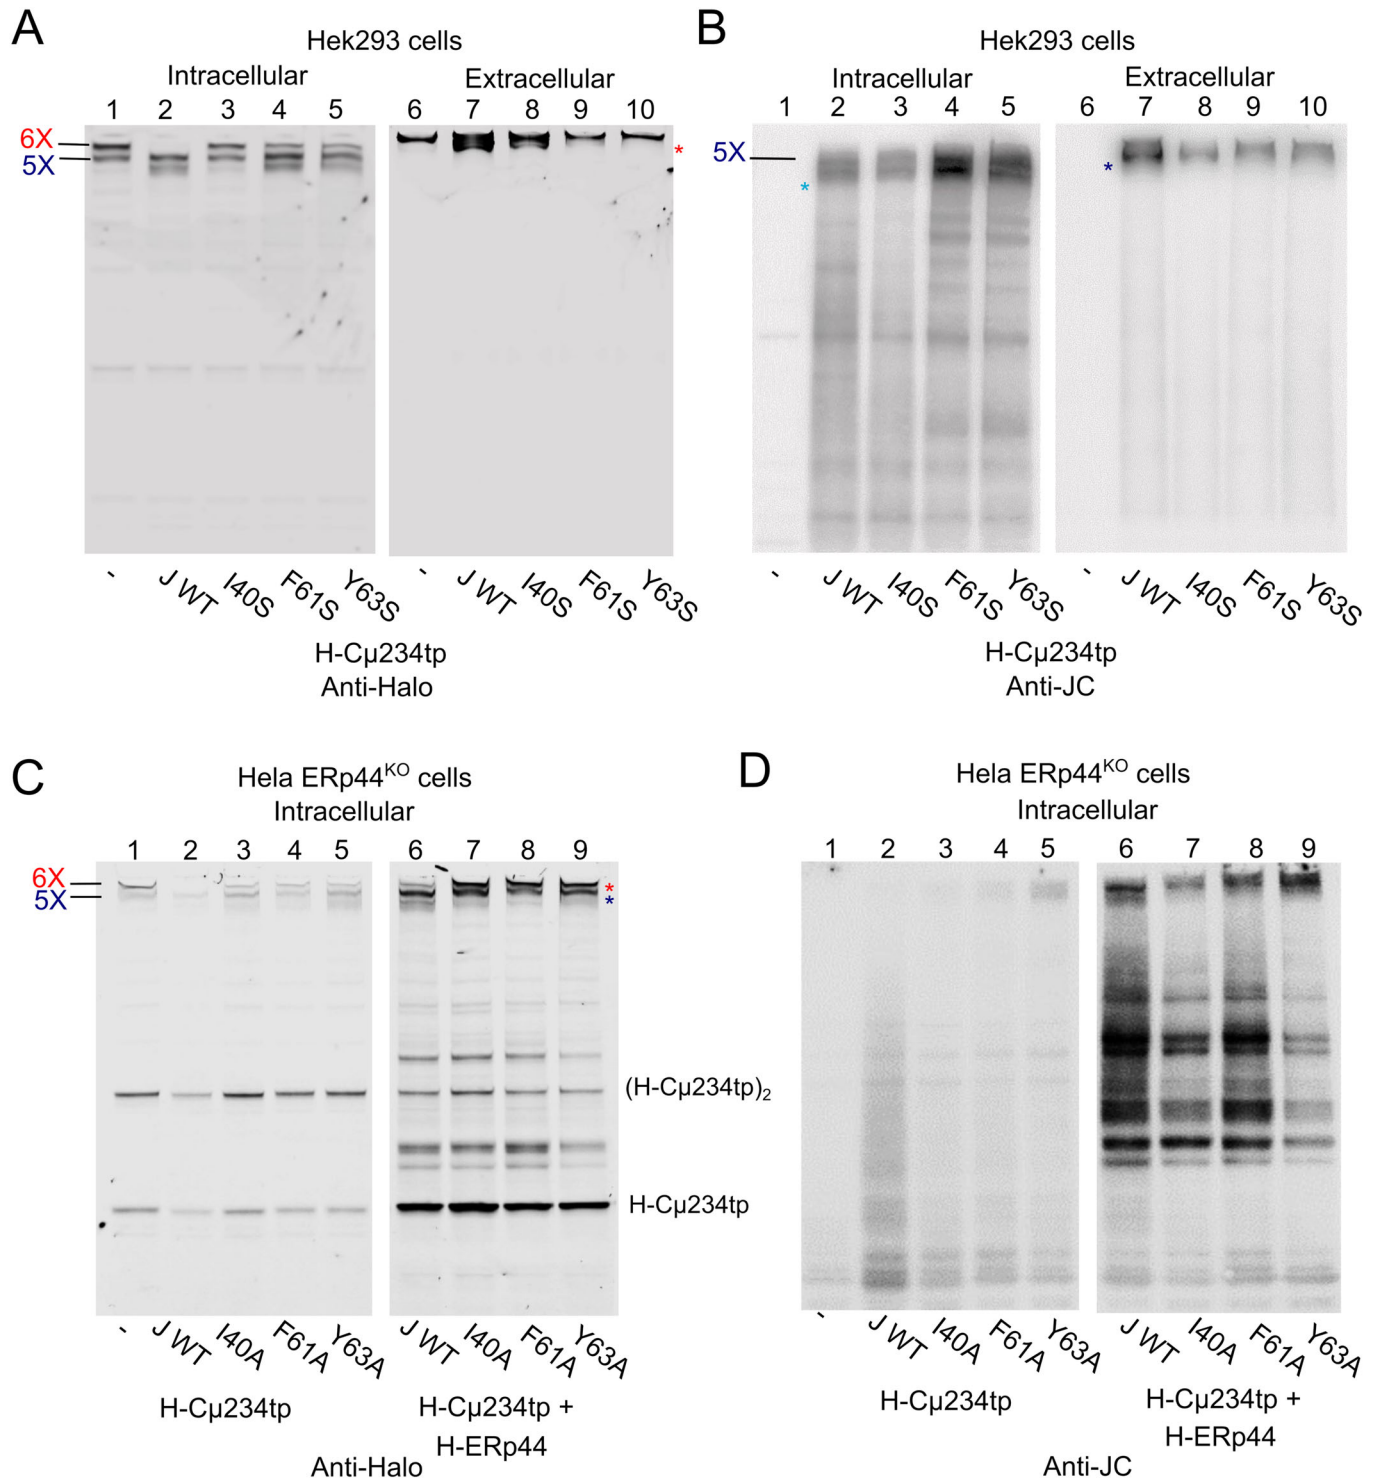 A
Hek293 cells
Intracellular
Extracellular
1 2 3 4 5 6 7 8 9 10
6X
5X
*
- J WT I40S F61S Y63S - J WT I40S F61S Y63S
H-Cμ234tp
Anti-Halo
B
Hek293 cells
Intracellular
Extracellular
1 2 3 4 5 6 7 8 9 10
5X
* *
- J WT I40S F61S Y63S - J WT I40S F61S Y63S
H-Cμ234tp
Anti-JC
C
Hela ERp44KO cells
Intracellular
1 2 3 4 5 6 7 8 9
6X *
5X *
(H-Cμ234tp)2
H-Cμ234tp
- J WT I40A F61A Y63A J WT I40A F61A Y63A
H-Cμ234tp
H-Cμ234tp +
H-ERp44
Anti-Halo
D
Hela ERp44KO cells
Intracellular
1 2 3 4 5 6 7 8 9
- J WT I40A F61A Y63A J WT I40A F61A Y63A
H-Cμ234tp
H-Cμ234tp +
H-ERp44
Anti-JC